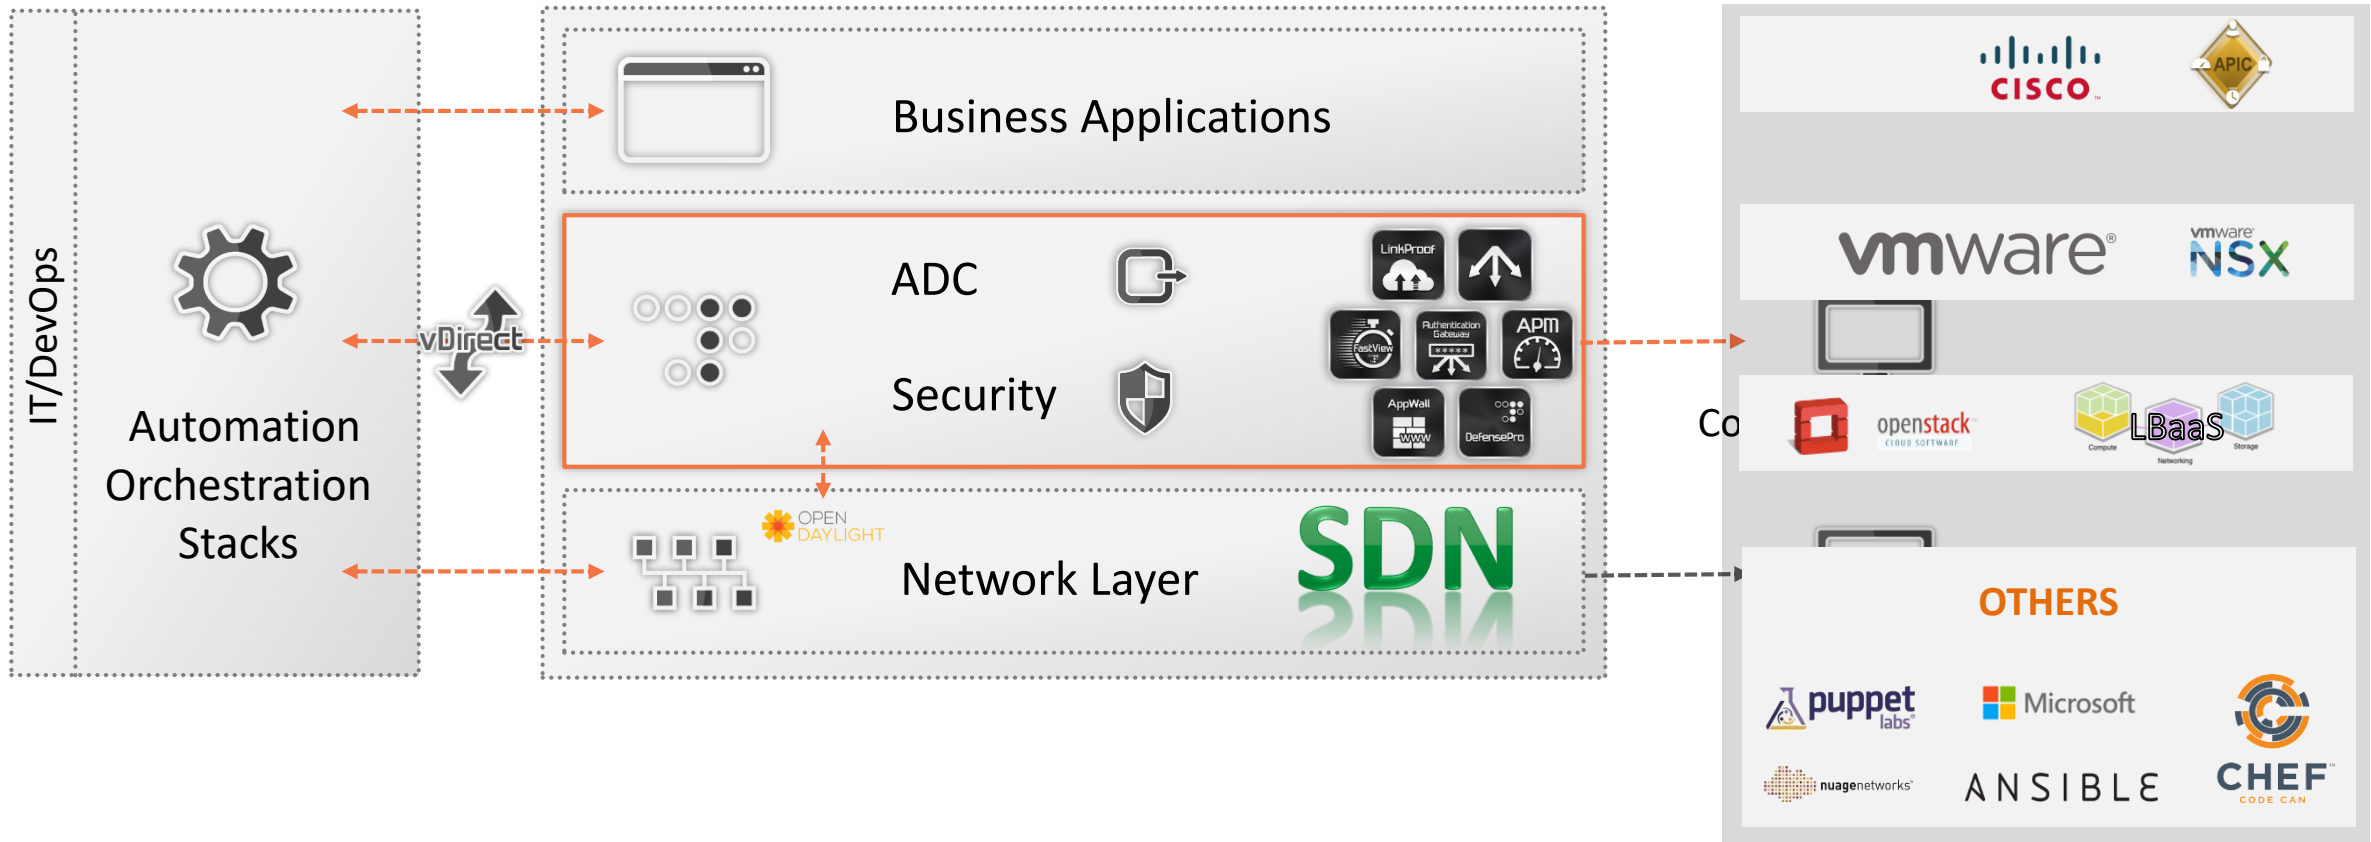 IT/DevOps
Automation
Orchestration
Stacks
vDirect
Business Applications
ADC
Security
LinkProof
FastView
Authentication
Gateway
*****
APM
AppWall
www
DefensePro
OPEN
DAYLIGHT
Network Layer
SDN
Co
CISCO
APIC
vmware®
vmware
NSX
openstack
CLOUD SOFTWARE
LBaaS
Compute
Networking
Storage
OTHERS
puppet
labs®
Microsoft
CHEF™
CODE CAN
nuagenetworks™
ANSIBLE